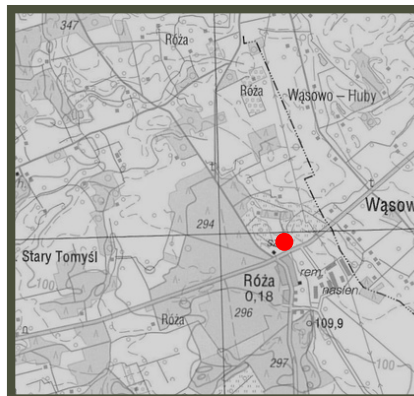 347
Róża
Róża
Wąsowo – Huby
Wąsow
294
Stary Tomyśl
100
rem.
Róża
0,18
nasien.
Róża
296
109,9
297
100